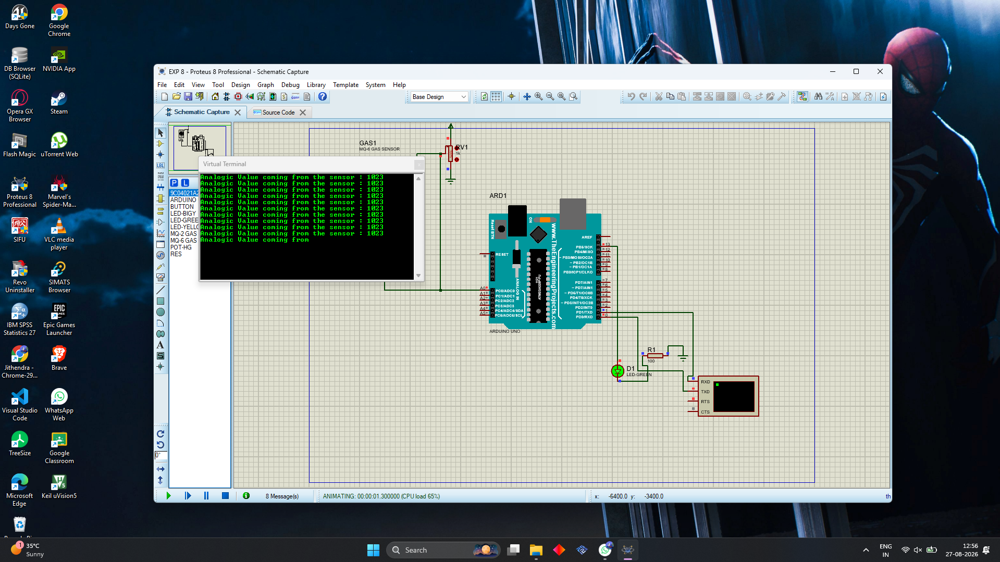 Days Gone
Google Chrome
DB Browser (SQLite)
NVIDIA App
Opera GX Browser
Steam
Flash Magic
uTorrent Web
Proteus 8 Professional
Marvel's Spider-Ma...
SIFU
VLC media player
Revo Uninstaller
SIMATS Browser
IBM SPSS Statistics 27
Epic Games Launcher
Jithendra - Chrome-29...
Brave
Visual Studio Code
WhatsApp Web
TreeSize
Google Classroom
Microsoft Edge
Keil uVision5
EXP 8 - Proteus 8 Professional - Schematic Capture
File Edit View Tool Design Graph Debug Library Template System Help
Base Design
Schematic Capture
Source Code
P L
9C04021A2
ARDUINO
BUTTON
LED-BIGY
LED-GREE
LED-YELLO
MQ-2 GAS
MQ-6 GAS
POT-HG
RES
Virtual Terminal
Analogic Value coming from the sensor : 1023
Analogic Value coming from the sensor : 1023
Analogic Value coming from the sensor : 1023
Analogic Value coming from the sensor : 1023
Analogic Value coming from the sensor : 1023
Analogic Value coming from the sensor : 1023
Analogic Value coming from the sensor : 1023
Analogic Value coming from the sensor : 1023
Analogic Value coming from the sensor : 1023
Analogic Value coming from the sensor : 1023
Analogic Value coming from
GAS1
MQ-6 GAS SENSOR
RV1
1k
ARD1
Reset BTN
ON
www.TheEngineeringProjects.com
ANALOG IN
RESET
AREF
PB5/SCK 13
PB4/MISO 12
~ PB3/MOSI/OC2A 11
~ PB2/OC1B 10
~ PB1/OC1A 9
PB0/ICP1/CLKO 8
PD7/AIN1 7
~ PD7/AIN1 6
~ PD5/T1/OC0B 5
PD4/T0/XCK 4
~ PD3/INT1/OC2B 3
PD2/INT0 2
PD1/TXD 1
PD0/RXD 0
A0 PC0/ADC0
A1 PC1/ADC1
A2 PC2/ADC2
A3 PC3/ADC3
A4 PC4/ADC4/SDA
A5 PC5/ADC5/SCL
ARDUINO UNO
R1
100
D1
LED-GREEN
RXD
TXD
RTS
CTS
0°
8 Message(s)
ANIMATING: 00:00:01.300000 (CPU load 65%)
x: -6400.0 y: -3400.0 th
1
35°C
Sunny
Search
ENG
IN
12:56
27-08-2026